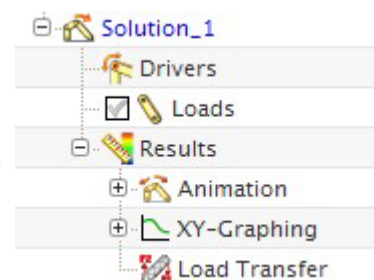 Solution_1
Drivers
Loads
Results
Animation
XY-Graphing
Load Transfer